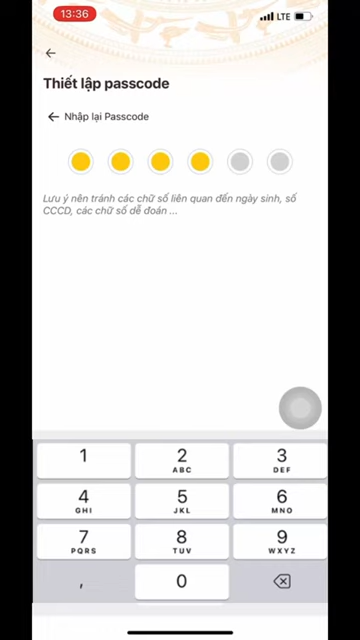 13:36
LTE
Thiết lập passcode
Nhập lại Passcode
Lưu ý nên tránh các chữ số liên quan đến ngày sinh, số
CCCD, các chữ số dễ đoán ...
1 2 3
ABC DEF
4 5 6
GHI JKL MNO
7 8 9
PQRS TUV WXYZ
, 0